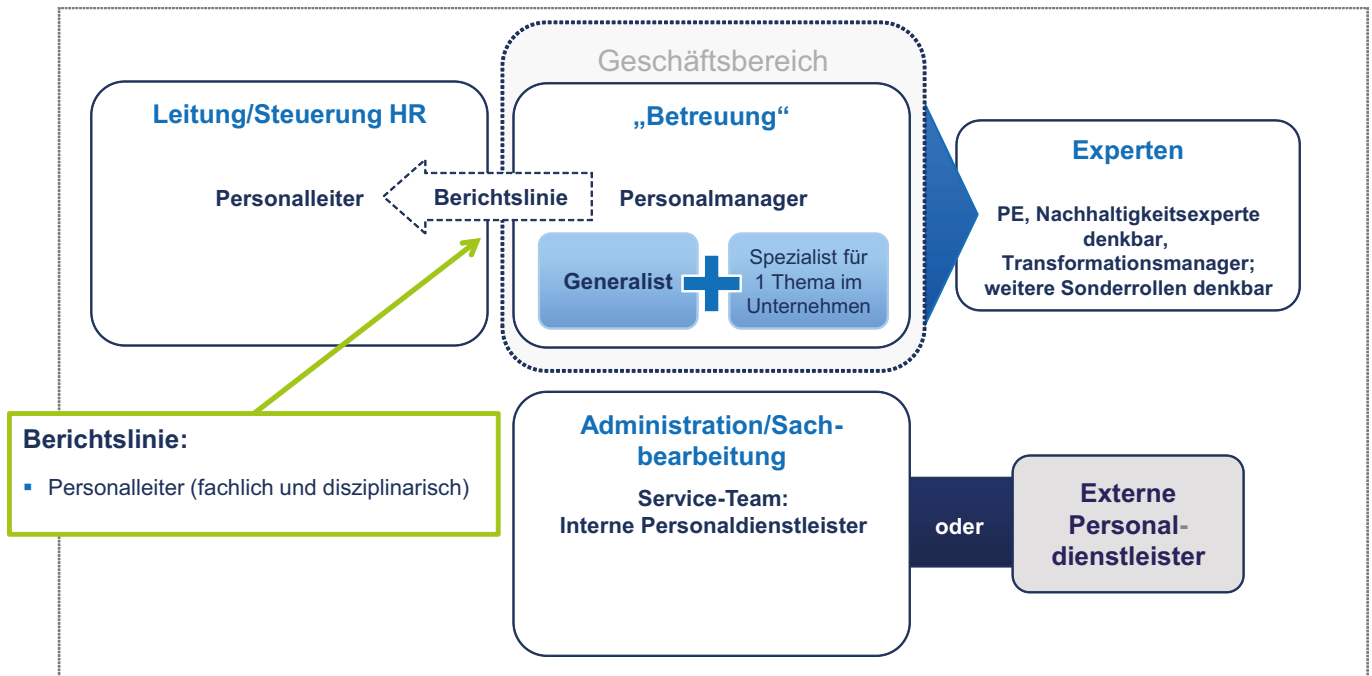 Geschäftsbereich
Leitung/Steuerung HR
Personalleiter
Berichtslinie
„Betreuung“
Personalmanager
Generalist
Spezialist für
1 Thema im
Unternehmen
Experten
PE, Nachhaltigkeitsexperte
denkbar,
Transformationsmanager;
weitere Sonderrollen denkbar
Berichtslinie:
▪ Personalleiter (fachlich und disziplinarisch)
Administration/Sach-
bearbeitung
Service-Team:
Interne Personaldienstleister
oder
Externe
Personal-
dienstleister